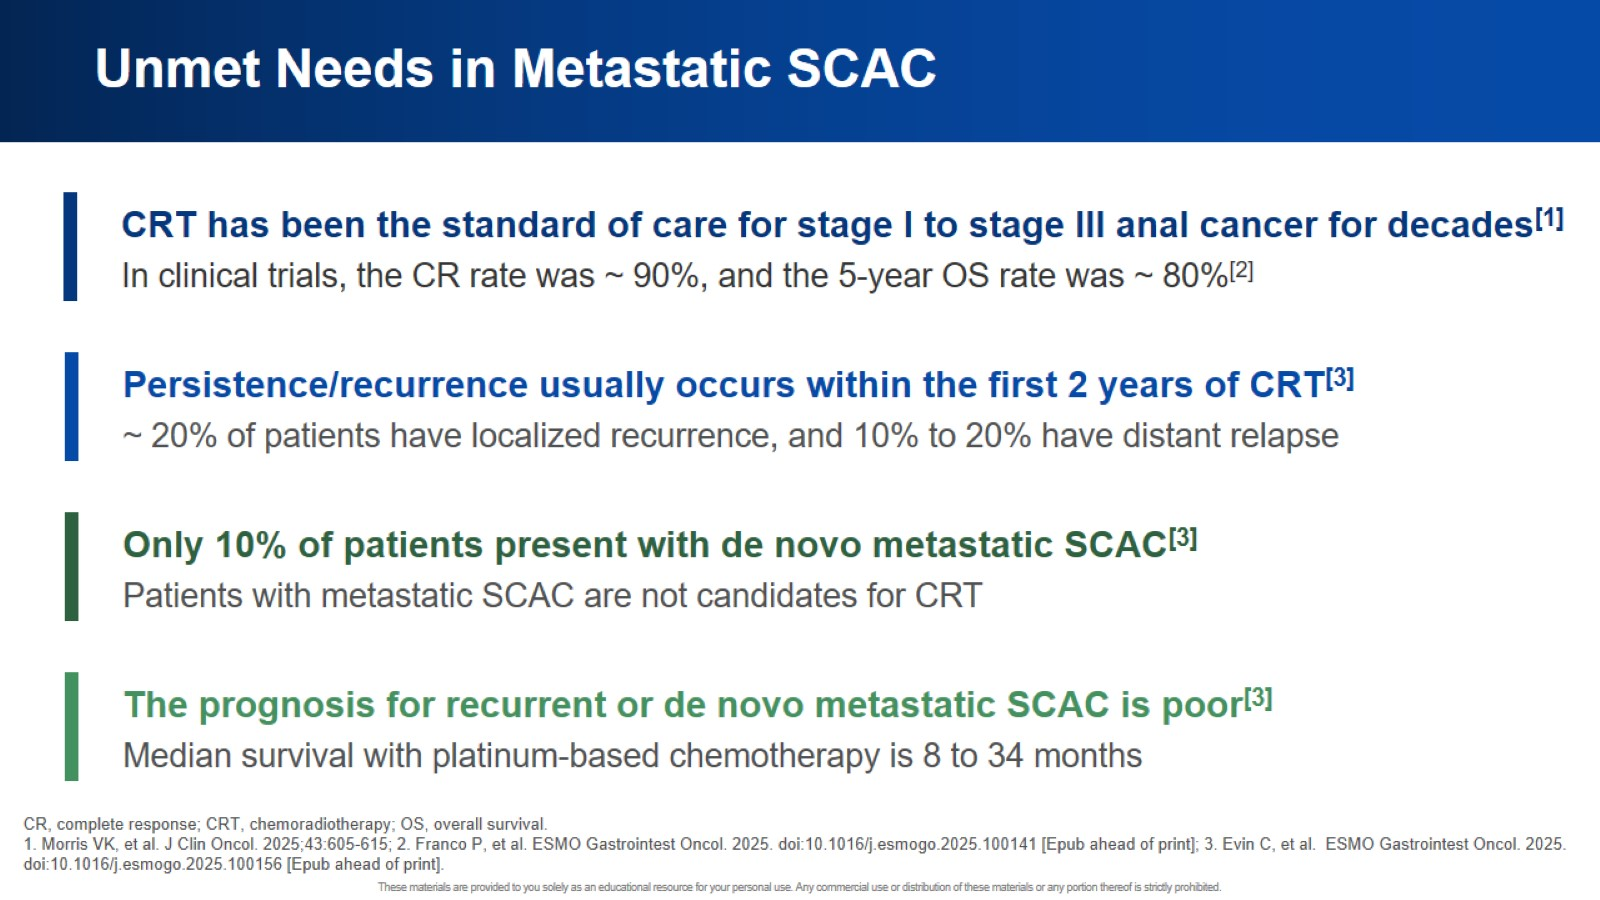 Unmet Needs in Metastatic SCAC
CRT has been the standard of care for stage I to stage III anal cancer for decades[1]
In clinical trials, the CR rate was ~ 90%, and the 5-year OS rate was ~ 80%[2]
Persistence/recurrence usually occurs within the first 2 years of CRT[3]
~ 20% of patients have localized recurrence, and 10% to 20% have distant relapse
Only 10% of patients present with de novo metastatic SCAC[3]
Patients with metastatic SCAC are not candidates for CRT
The prognosis for recurrent or de novo metastatic SCAC is poor[3]
Median survival with platinum-based chemotherapy is 8 to 34 months
CR, complete response; CRT, chemoradiotherapy; OS, overall survival.
1. Morris VK, et al. J Clin Oncol. 2025;43:605-615; 2. Franco P, et al. ESMO Gastrointest Oncol. 2025. doi:10.1016/j.esmogo.2025.100141 [Epub ahead of print]; 3. Evin C, et al. ESMO Gastrointest Oncol. 2025.
doi:10.1016/j.esmogo.2025.100156 [Epub ahead of print].
These materials are provided to you solely as an educational resource for your personal use. Any commercial use or distribution of these materials or any portion thereof is strictly prohibited.